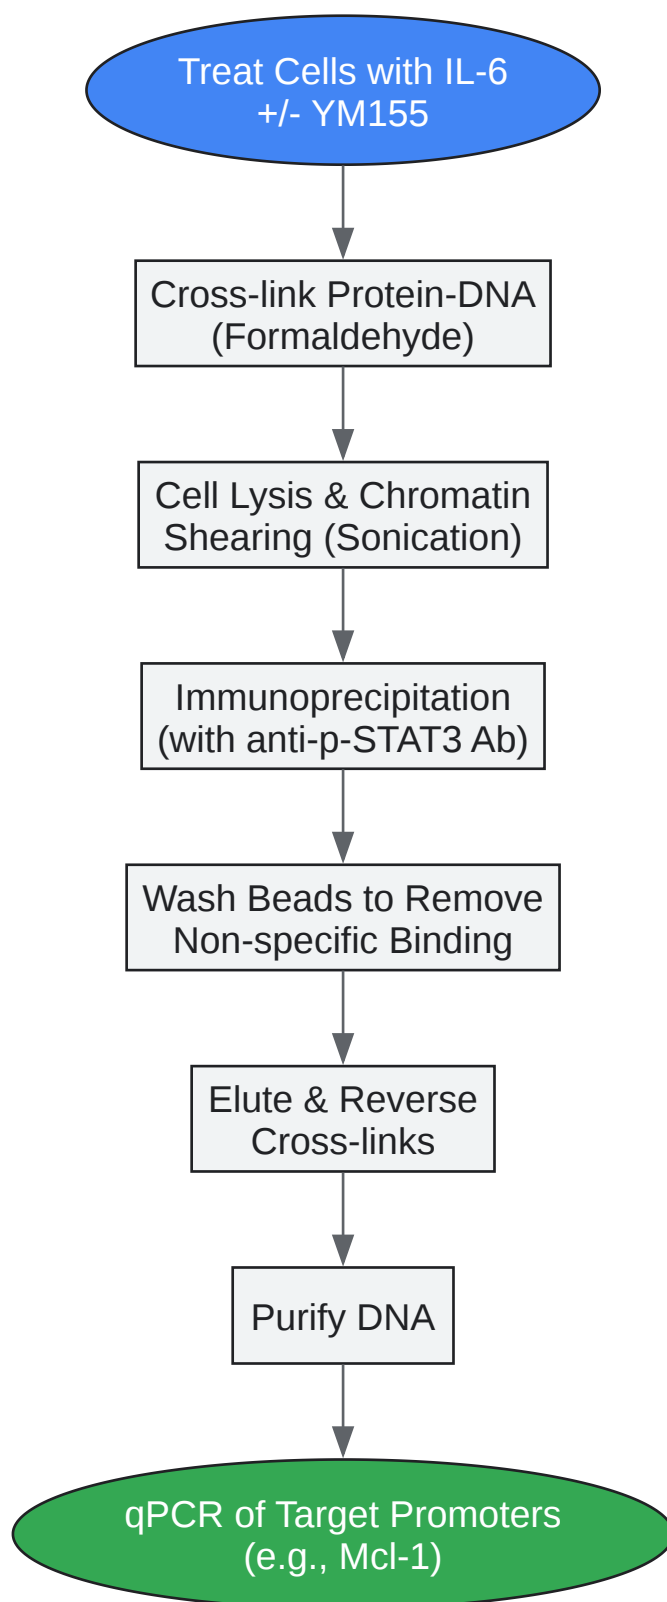 Treat Cells with IL-6
+/- YM155
Cross-link Protein-DNA
(Formaldehyde)
Cell Lysis & Chromatin
Shearing (Sonication)
Immunoprecipitation
(with anti-p-STAT3 Ab)
Wash Beads to Remove
Non-specific Binding
Elute & Reverse
Cross-links
Purify DNA
qPCR of Target Promoters
(e.g., Mcl-1)